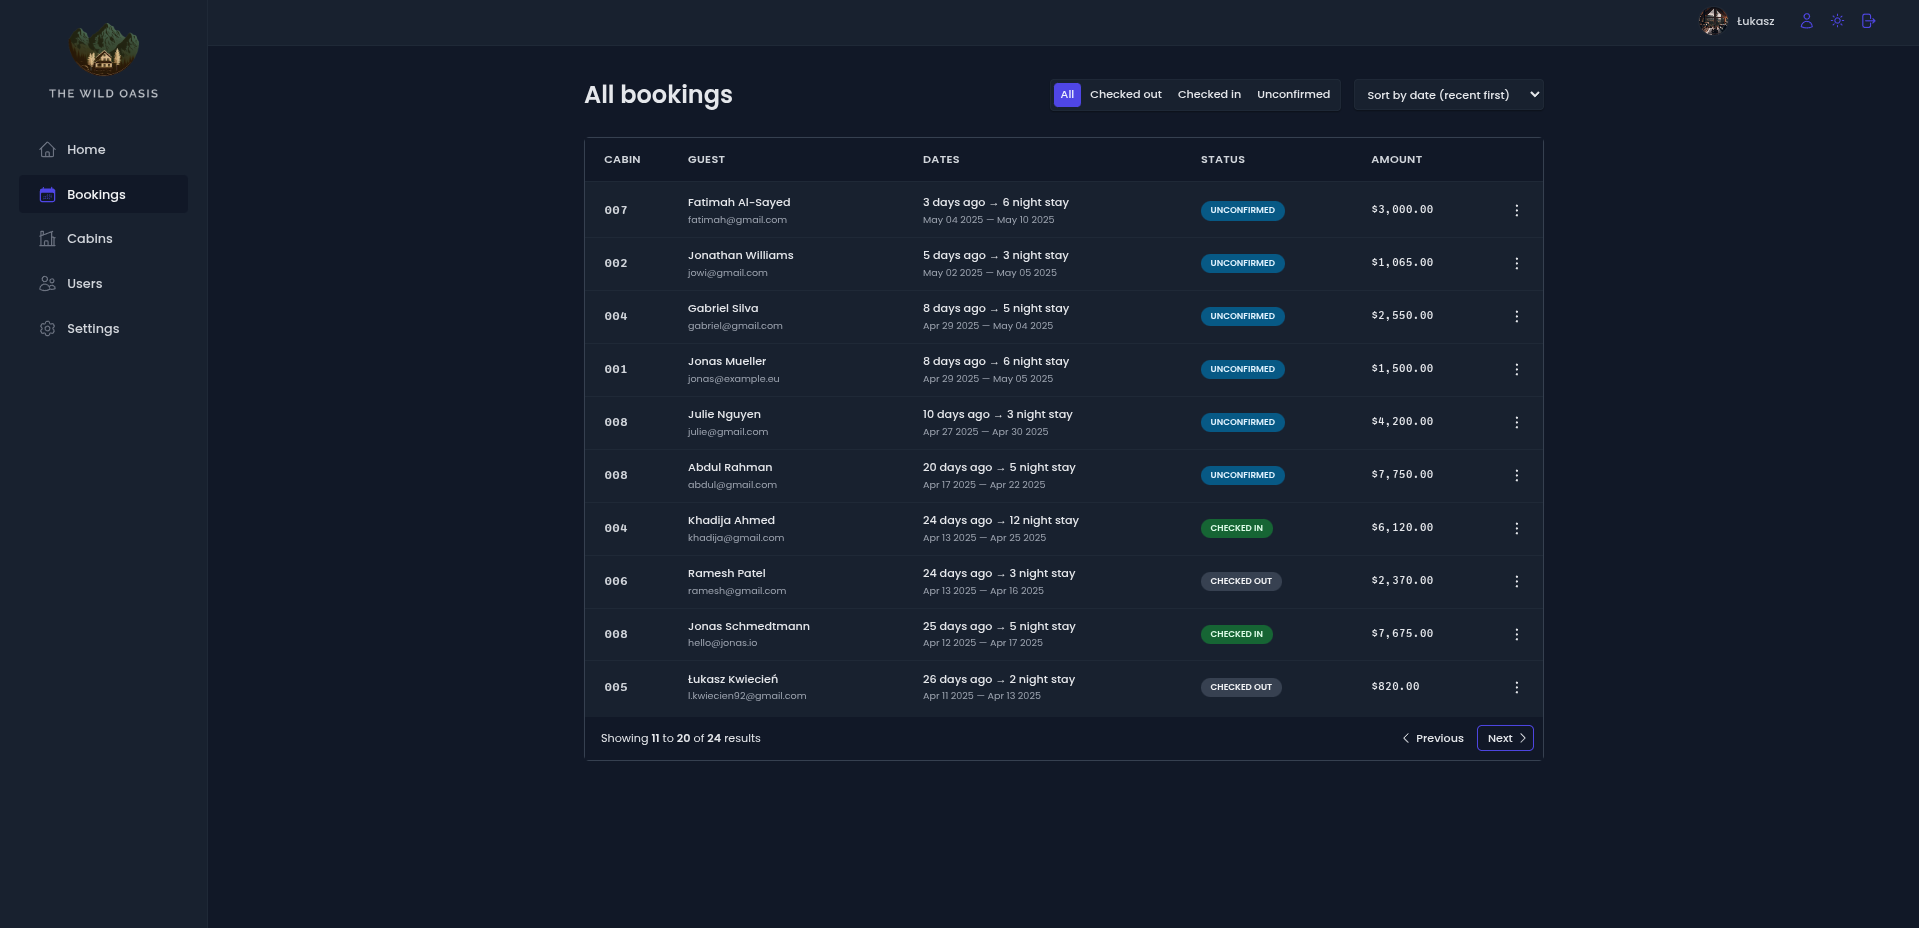 THE WILD OASIS
Łukasz
Home
Bookings
Cabins
Users
Settings
All bookings
All Checked out Checked in Unconfirmed Sort by date (recent first)
CABIN GUEST DATES STATUS AMOUNT
007 Fatimah Al-Sayed 3 days ago → 6 night stay UNCONFIRMED $3,000.00
fatimah@gmail.com May 04 2025 — May 10 2025
002 Jonathan Williams 5 days ago → 3 night stay UNCONFIRMED $1,065.00
jowi@gmail.com May 02 2025 — May 05 2025
004 Gabriel Silva 8 days ago → 5 night stay UNCONFIRMED $2,550.00
gabriel@gmail.com Apr 29 2025 — May 04 2025
001 Jonas Mueller 8 days ago → 6 night stay UNCONFIRMED $1,500.00
jonas@example.eu Apr 29 2025 — May 05 2025
008 Julie Nguyen 10 days ago → 3 night stay UNCONFIRMED $4,200.00
julie@gmail.com Apr 27 2025 — Apr 30 2025
008 Abdul Rahman 20 days ago → 5 night stay UNCONFIRMED $7,750.00
abdul@gmail.com Apr 17 2025 — Apr 22 2025
004 Khadija Ahmed 24 days ago → 12 night stay CHECKED IN $6,120.00
khadija@gmail.com Apr 13 2025 — Apr 25 2025
006 Ramesh Patel 24 days ago → 3 night stay CHECKED OUT $2,370.00
ramesh@gmail.com Apr 13 2025 — Apr 16 2025
008 Jonas Schmedtmann 25 days ago → 5 night stay CHECKED IN $7,675.00
hello@jonas.io Apr 12 2025 — Apr 17 2025
005 Łukasz Kwiecień 26 days ago → 2 night stay CHECKED OUT $820.00
l.kwiecien92@gmail.com Apr 11 2025 — Apr 13 2025
Showing 11 to 20 of 24 results Previous Next